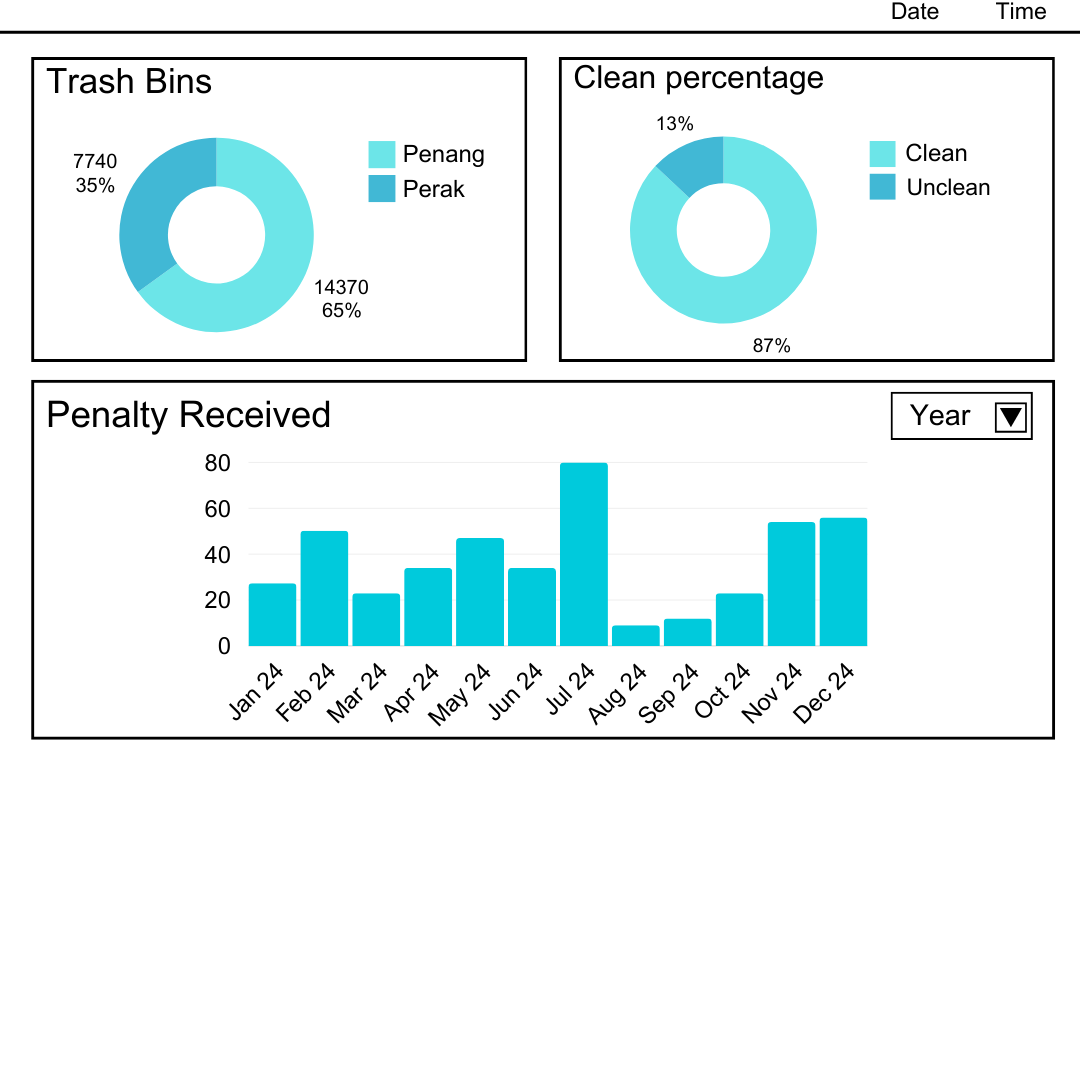 Date Time
Trash Bins
7740
35%
14370
65%
Penang
Perak
Clean percentage
13%
87%
Clean
Unclean
Penalty Received
Year
80
60
40
20
0
Jan 24
Feb 24
Mar 24
Apr 24
May 24
Jun 24
Jul 24
Aug 24
Sep 24
Oct 24
Nov 24
Dec 24